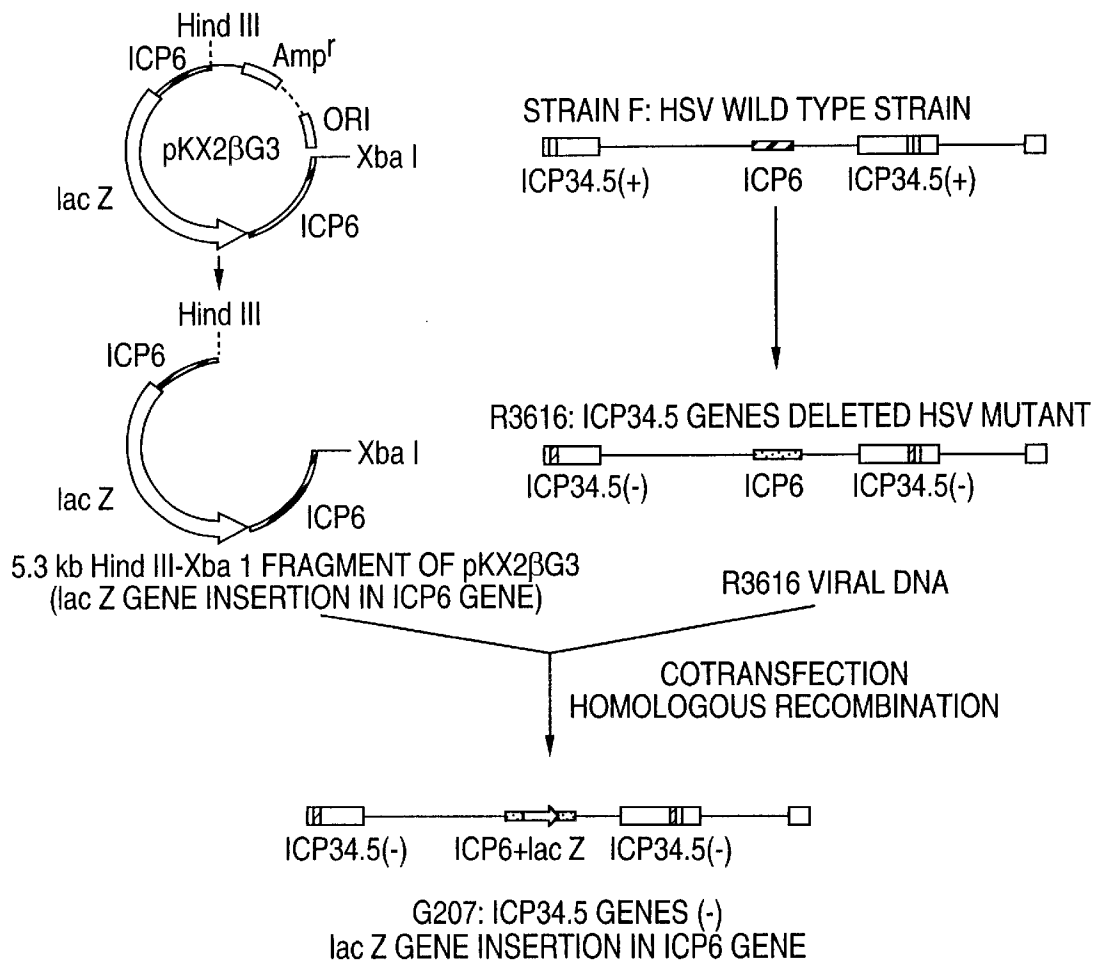 Hind III
ICP6
Ampr
ORI
pKX2βG3
Xba I
lac Z
ICP6
Hind III
ICP6
Xba I
lac Z
ICP6
5.3 kb Hind III-Xba 1 FRAGMENT OF pKX2βG3
(lac Z GENE INSERTION IN ICP6 GENE)
STRAIN F: HSV WILD TYPE STRAIN
ICP34.5(+) ICP6 ICP34.5(+)
R3616: ICP34.5 GENES DELETED HSV MUTANT
ICP34.5(-) ICP6 ICP34.5(-)
R3616 VIRAL DNA
COTRANSFECTION
HOMOLOGOUS RECOMBINATION
ICP34.5(-) ICP6+lac Z ICP34.5(-)
G207: ICP34.5 GENES (-)
lac Z GENE INSERTION IN ICP6 GENE